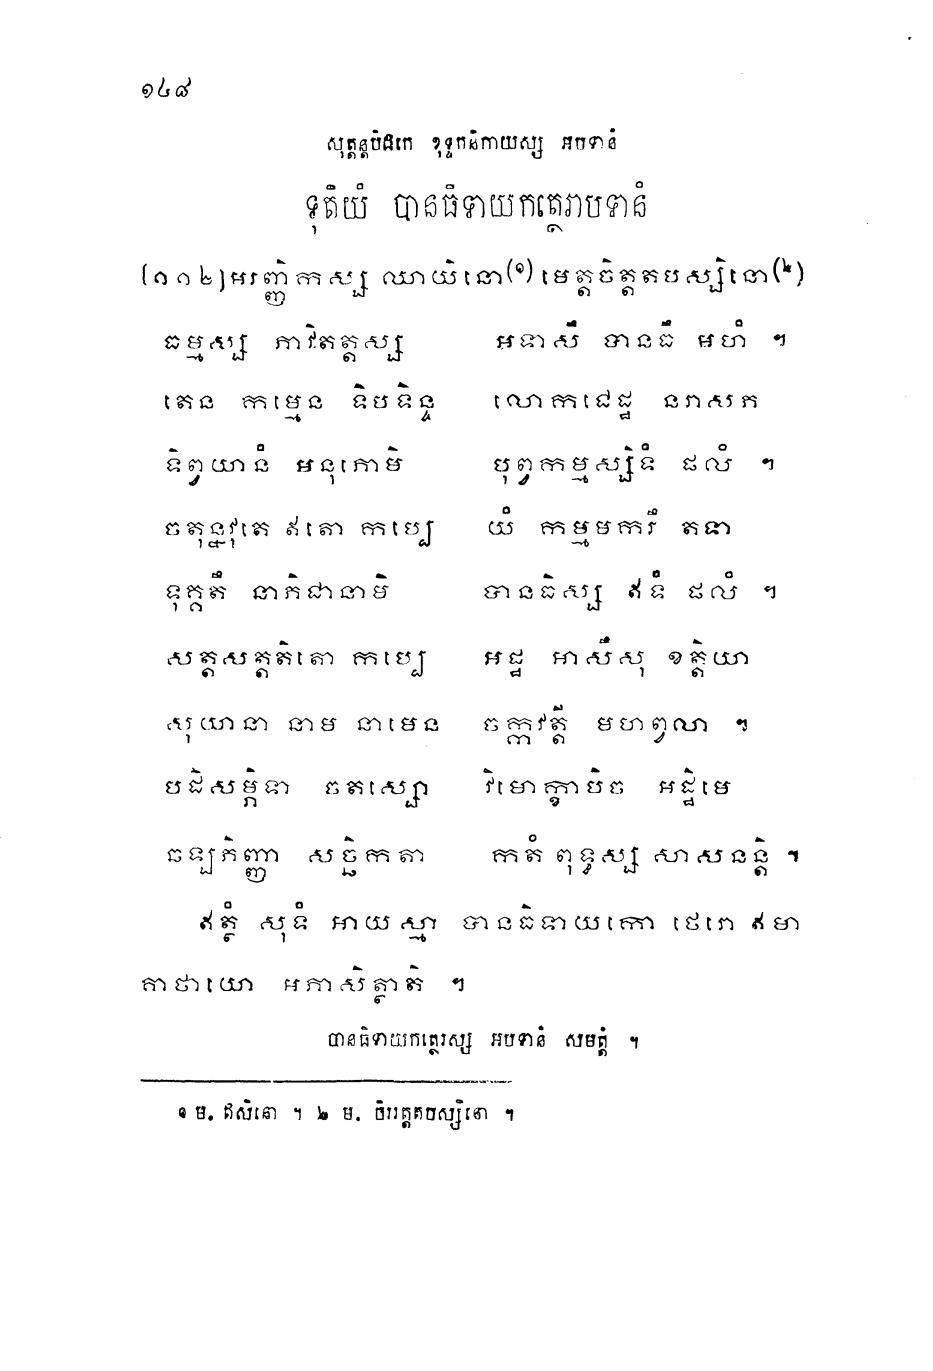 ១៤៨
សុត្តន្តបិដកេ ខុទ្ទកនិកាយស្ស អបទានំ
ទុតិយំ បានធិទាយកត្ថេរាបទានំ
[១១២] អរញ្ញិកស្ស ឈាយិនោ(១) មេត្តចិត្តតបស្សិនោ(២)
ធម្មស្ស ភាវិតត្តស្ស អទាសឹ បានធឹ អហំ ។
តេន កម្មេន ទិបទិន្ទ លោកជេដ្ឋ នរាសភ
ទិព្វយានំ អនុភោមិ បុព្វកម្មស្សិទំ ផលំ ។
ចតុន្នវុតេ ឥតោ កប្បេ យំ កម្មមករឹ តទា
ទុគ្គតឹ នាភិជានាមិ បានធិស្ស ឥទំ ផលំ ។
សត្តសត្តតិតោ កប្បេ អដ្ឋ អាសឹសុ ខត្តិយា
សុយានា នាម នាមេន ចក្កវត្តី មហព្វលា ។
បដិសម្ភិទា ចតស្សោ វិមោក្ខាបិច អដ្ឋិមេ
ឆឡភិញ្ញា សច្ឆិកតា កតំ ពុទ្ធស្ស សាសនន្តិ ។
ឥត្ថំ សុទំ អាយស្មា បានធិទាយកោ ថេរោ ឥមា
គាថាយោ អភាសិត្ថាតិ ។
បានធិទាយកត្ថេរស្ស អបទានំ សមត្តំ ។
១ ម. ឥសិនោ ។ ២ ម. ចិររត្តតបស្សិនោ ។